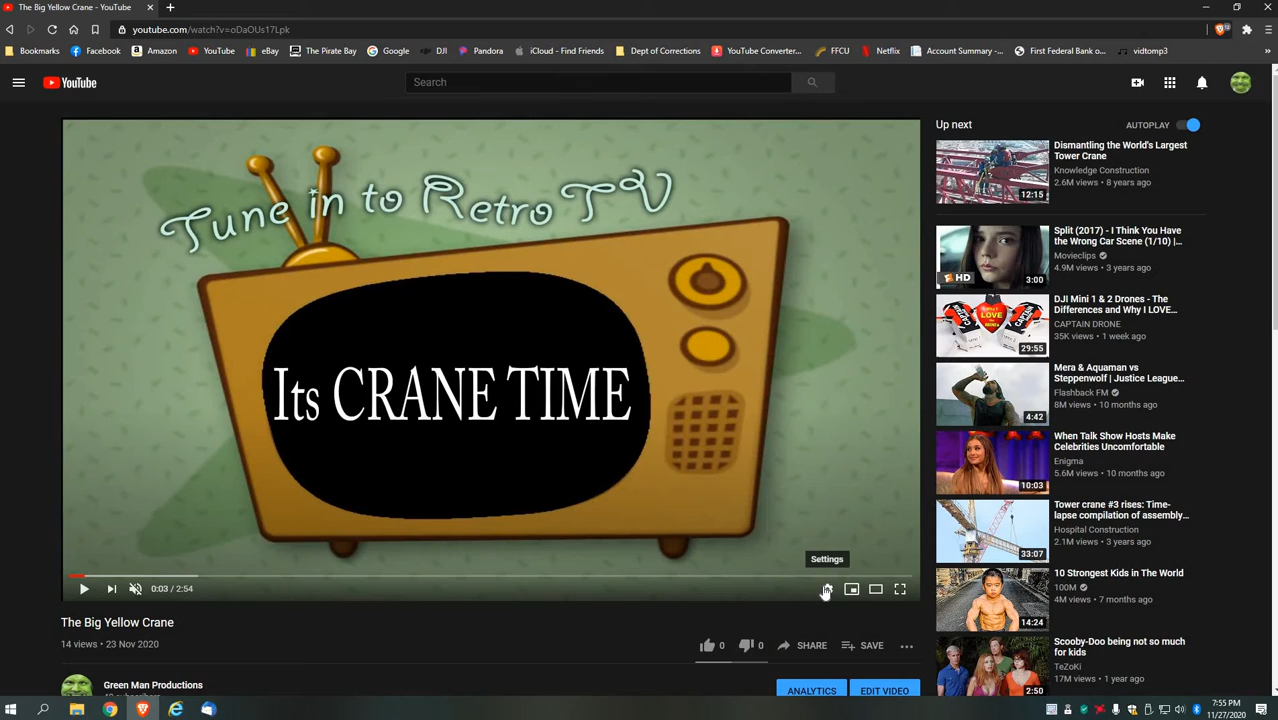 The Big Yellow Crane - YouTube
youtube.com/watch?v=oDaOUs17Lpk
Bookmarks Facebook Amazon YouTube eBay The Pirate Bay Google DJI Pandora iCloud - Find Friends Dept of Corrections YouTube Converter... FFCU Netflix Account Summary -... First Federal Bank o... vidtomp3
YouTube
Search
Tune in to Retro TV
Its CRANE TIME
Settings
0:03 / 2:54
The Big Yellow Crane
14 views • 23 Nov 2020
0 0 SHARE SAVE
Green Man Productions
ANALYTICS EDIT VIDEO
Up next AUTOPLAY
12:15
Dismantling the World's Largest
Tower Crane
Knowledge Construction
2.6M views • 8 years ago
HD
3:00
Split (2017) - I Think You Have
the Wrong Car Scene (1/10) |...
Movieclips
4.9M views • 3 years ago
I LOVE
29:55
DJI Mini 1 & 2 Drones - The
Differences and Why I LOVE...
CAPTAIN DRONE
35K views • 1 week ago
4:42
Mera & Aquaman vs
Steppenwolf | Justice League...
Flashback FM
8M views • 10 months ago
10:03
When Talk Show Hosts Make
Celebrities Uncomfortable
Enigma
5.6M views • 10 months ago
33:07
Tower crane #3 rises: Time-
lapse compilation of assembly...
Hospital Construction
2.1M views • 3 years ago
14:24
10 Strongest Kids in The World
100M
4M views • 7 months ago
2:50
Scooby-Doo being not so much
for kids
TeZoKi
17M views • 1 year ago
7:55 PM
11/27/2020